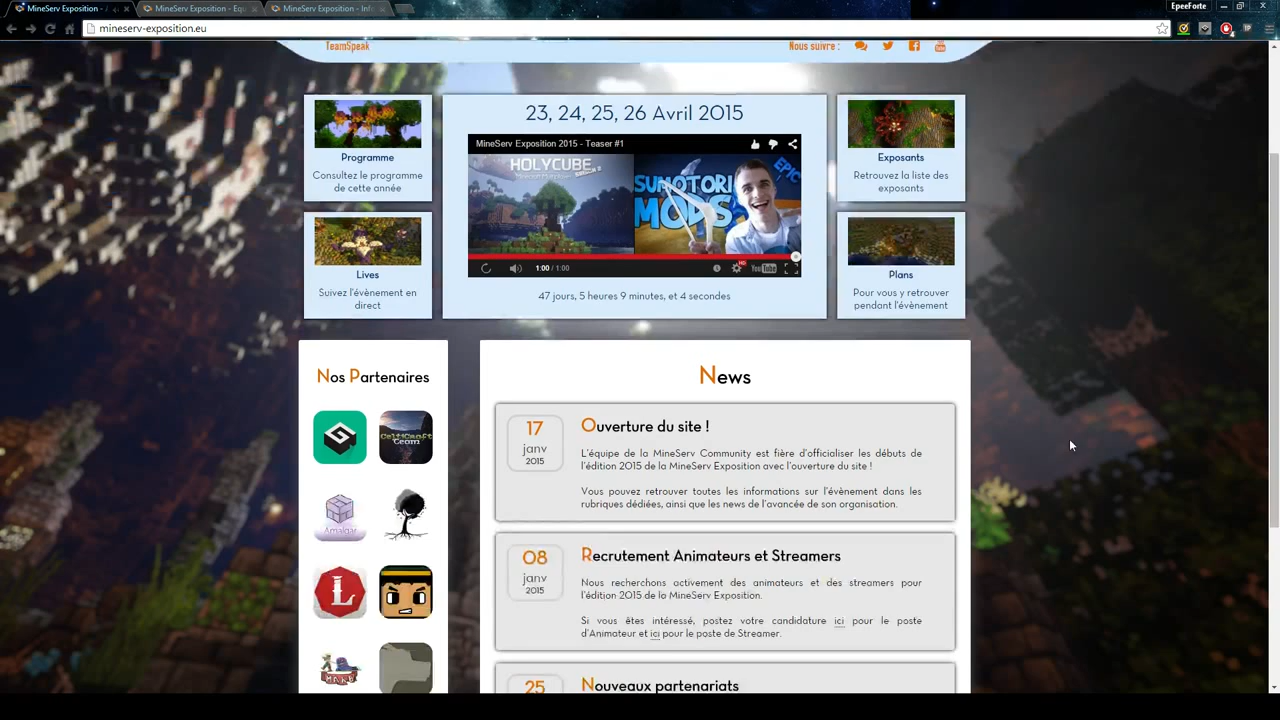 MineServ Exposition - A
MineServ Exposition - Equ
MineServ Exposition - Info
EpeeForte
mineserv-exposition.eu
TeamSpeak
Nous suivre :
23, 24, 25, 26 Avril 2015
MineServ Exposition 2015 - Teaser #1
HOLYCUBE
SUMOTORI
MODS
EPIC
1:00 / 1:00
HD
YouTube
47 jours, 5 heures 9 minutes, et 4 secondes
Programme
Consultez le programme
de cette année
Lives
Suivez l'évènement en
direct
Exposants
Retrouvez la liste des
exposants
Plans
Pour vous y retrouver
pendant l'évènement
Nos Partenaires
CeltiCraft
Team
Amalgar
L
News
17
janv
2015
Ouverture du site !
L'équipe de la MineServ Community est fière d'officialiser les débuts de
l'édition 2015 de la MineServ Exposition avec l'ouverture du site !
Vous pouvez retrouver toutes les informations sur l'évènement dans les
rubriques dédiées, ainsi que les news de l'avancée de son organisation.
08
janv
2015
Recrutement Animateurs et Streamers
Nous recherchons activement des animateurs et des streamers pour
l'édition 2015 de la MineServ Exposition.
Si vous êtes intéressé, postez votre candidature ici pour le poste
d'Animateur et ici pour le poste de Streamer.
25
Nouveaux partenariats